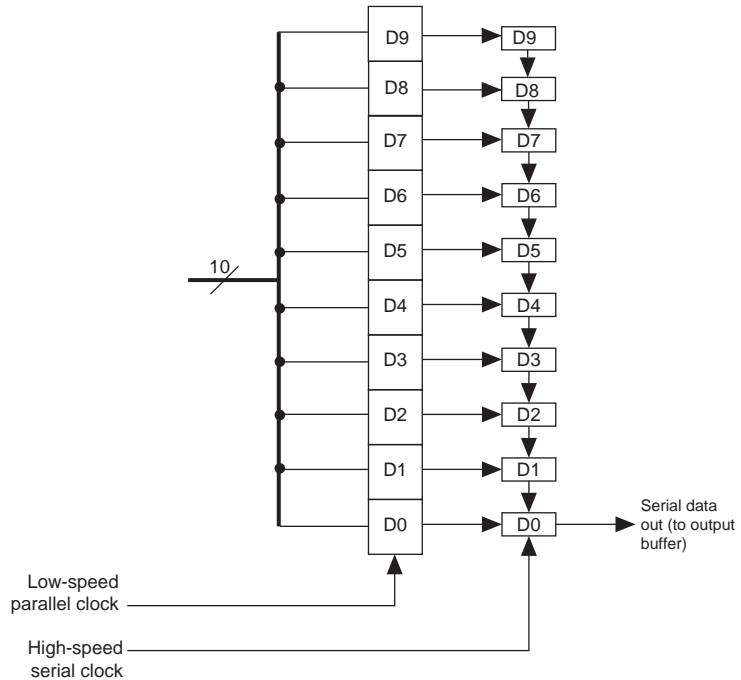 D9 D9
D8 D8
D7 D7
D6 D6
10
D5 D5
D4 D4
D3 D3
D2 D2
D1 D1
D0 D0
Serial data
out (to output
buffer)
Low-speed
parallel clock
High-speed
serial clock